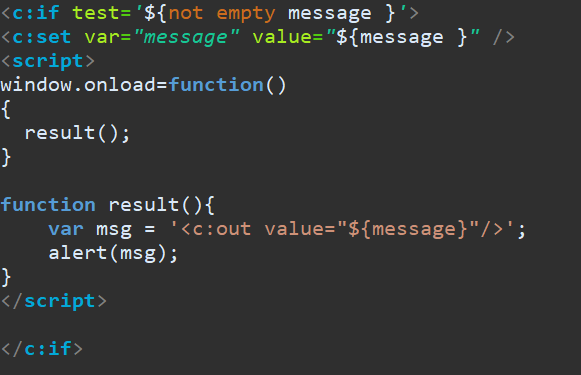 <c:if test='${not empty message }'>
<c:set var="message" value="${message }" />
<script>
window.onload=function()
{
  result();
}

function result(){
    var msg = '<c:out value="${message}"/>';
    alert(msg);
}
</script>

</c:if>